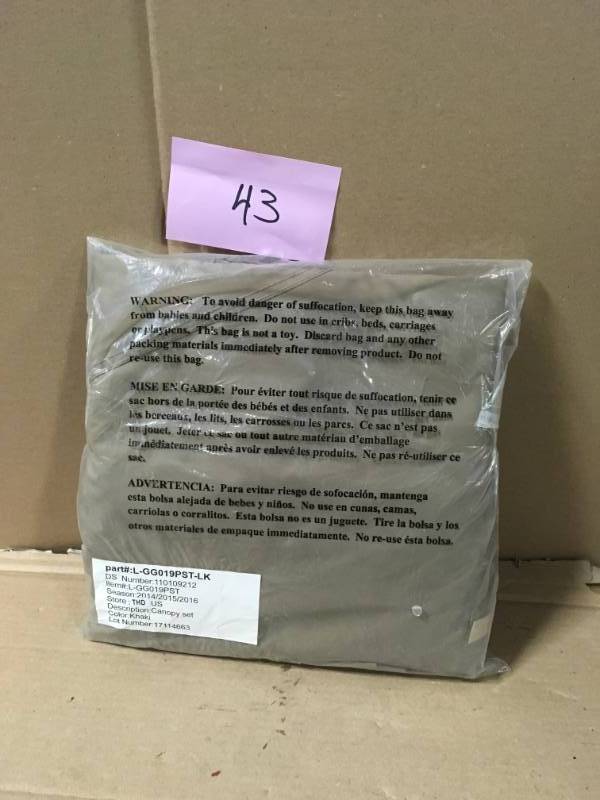 43
WARNING: To avoid danger of suffocation, keep this bag away
from babies and children. Do not use in cribs, beds, carriages
or playpens. This bag is not a toy. Discard bag and any other
packing materials immediately after removing product. Do not
re-use this bag.
MISE EN GARDE: Pour éviter tout risque de suffocation, tenir ce
sac hors de la portée des bébés et des enfants. Ne pas utiliser dans
les berceaux, les lits, les carrosses ou les parcs. Ce sac n'est pas
un jouet. Jeter ce sac ou tout autre matériau d'emballage
immédiatement après avoir enlevé les produits. Ne pas ré-utiliser ce
sac.
ADVERTENCIA: Para evitar riesgo de sofocación, mantenga
esta bolsa alejada de bebes y niños. No use en cunas, camas,
carriolas o corralitos. Esta bolsa no es un juguete. Tire la bolsa y los
otros materiales de empaque immediatamente. No re-use ésta bolsa.
part#:L-GG019PST-LK
DS Number:110109212
Item#:L-GG019PST
Season:2014/2015/2016
Store: THD US
Description:Canopy set
Color:Khaki
Lot Number:17114663